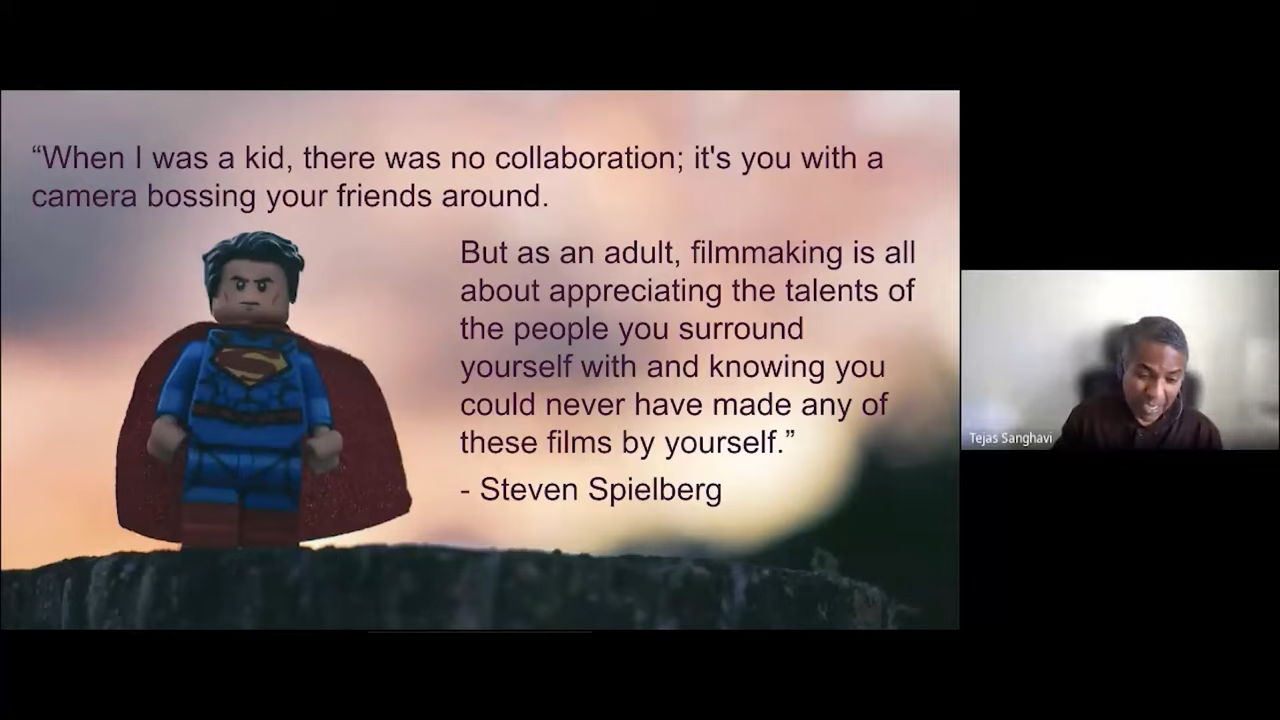 “When I was a kid, there was no collaboration; it's you with a
camera bossing your friends around.
But as an adult, filmmaking is all
about appreciating the talents of
the people you surround
yourself with and knowing you
could never have made any of
these films by yourself.”
- Steven Spielberg
Tejas Sanghavi